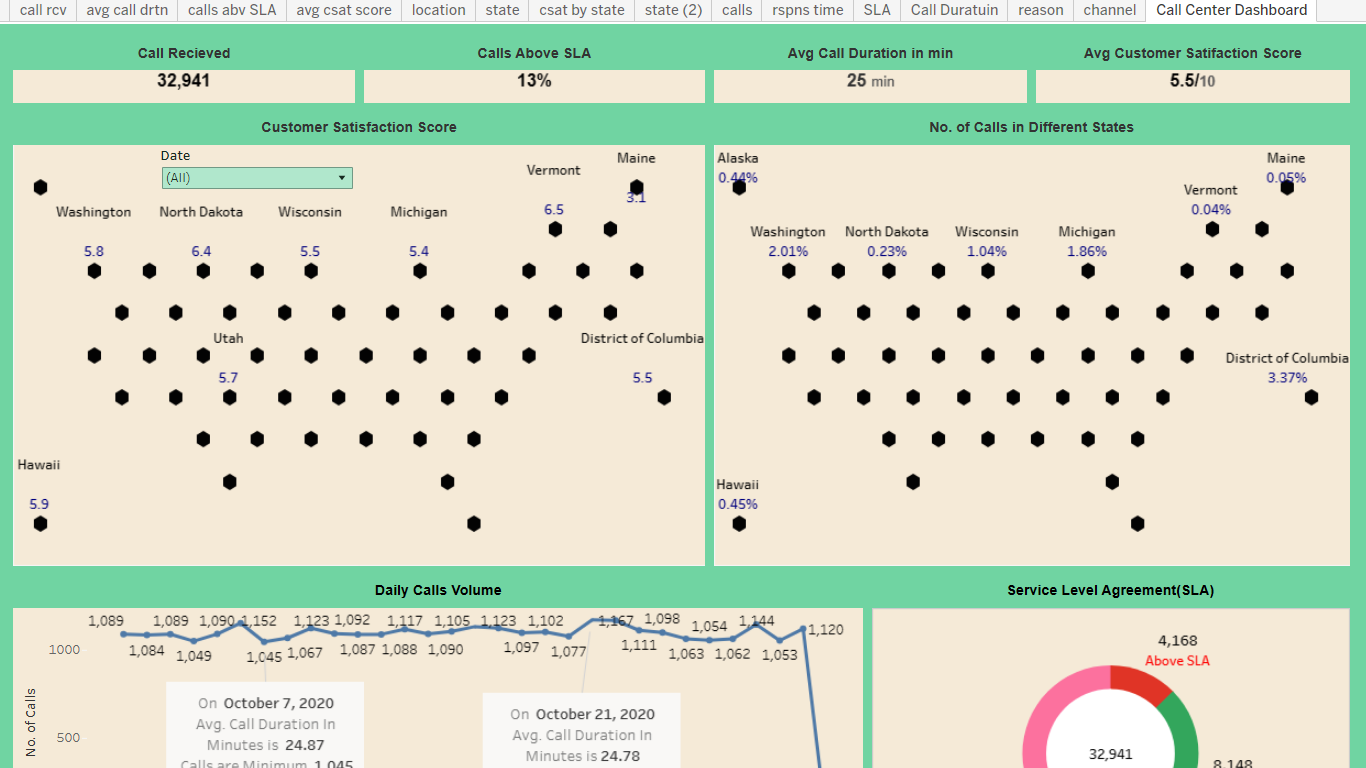 call rcv avg call drtn calls abv SLA avg csat score location state csat by state state (2) calls rspns time SLA Call Duratuin reason channel Call Center Dashboard
Call Recieved Calls Above SLA Avg Call Duration in min Avg Customer Satifaction Score
32,941 13% 25 min 5.5/10
Customer Satisfaction Score
Date
(All)
Maine
Vermont
3.1
Washington North Dakota Wisconsin Michigan
6.5
5.8 6.4 5.5 5.4
Utah District of Columbia
5.7 5.5
Hawaii
5.9
No. of Calls in Different States
Alaska Maine
0.44% 0.05%
Vermont
0.04%
Washington North Dakota Wisconsin Michigan
2.01% 0.23% 1.04% 1.86%
District of Columbia
3.37%
Hawaii
0.45%
Daily Calls Volume
1,089 1,089 1,090 1,152 1,123 1,092 1,117 1,105 1,123 1,102 1,167 1,098 1,054 1,144 1,120
1,084 1,049 1,045 1,067 1,087 1,088 1,090 1,097 1,077 1,111 1,063 1,062 1,053
1000
500
No. of Calls
On October 7, 2020
Avg. Call Duration In
Minutes is 24.87
Calls are Minimum 1,045
On October 21, 2020
Avg. Call Duration In
Minutes is 24.78
Service Level Agreement(SLA)
4,168
Above SLA
32,941
8,148